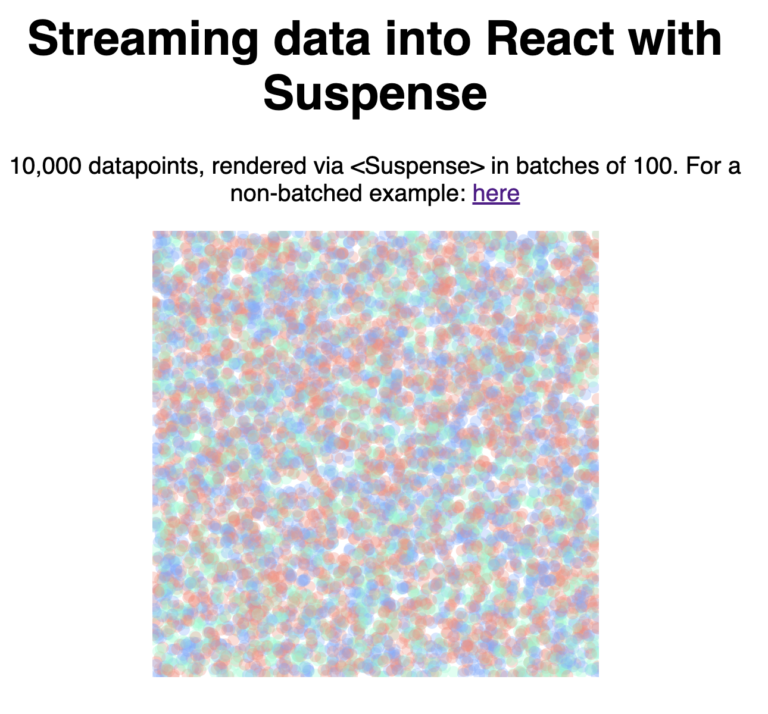 Streaming data into React with
Suspense
10,000 datapoints, rendered via <Suspense> in batches of 100. For a
non-batched example: here